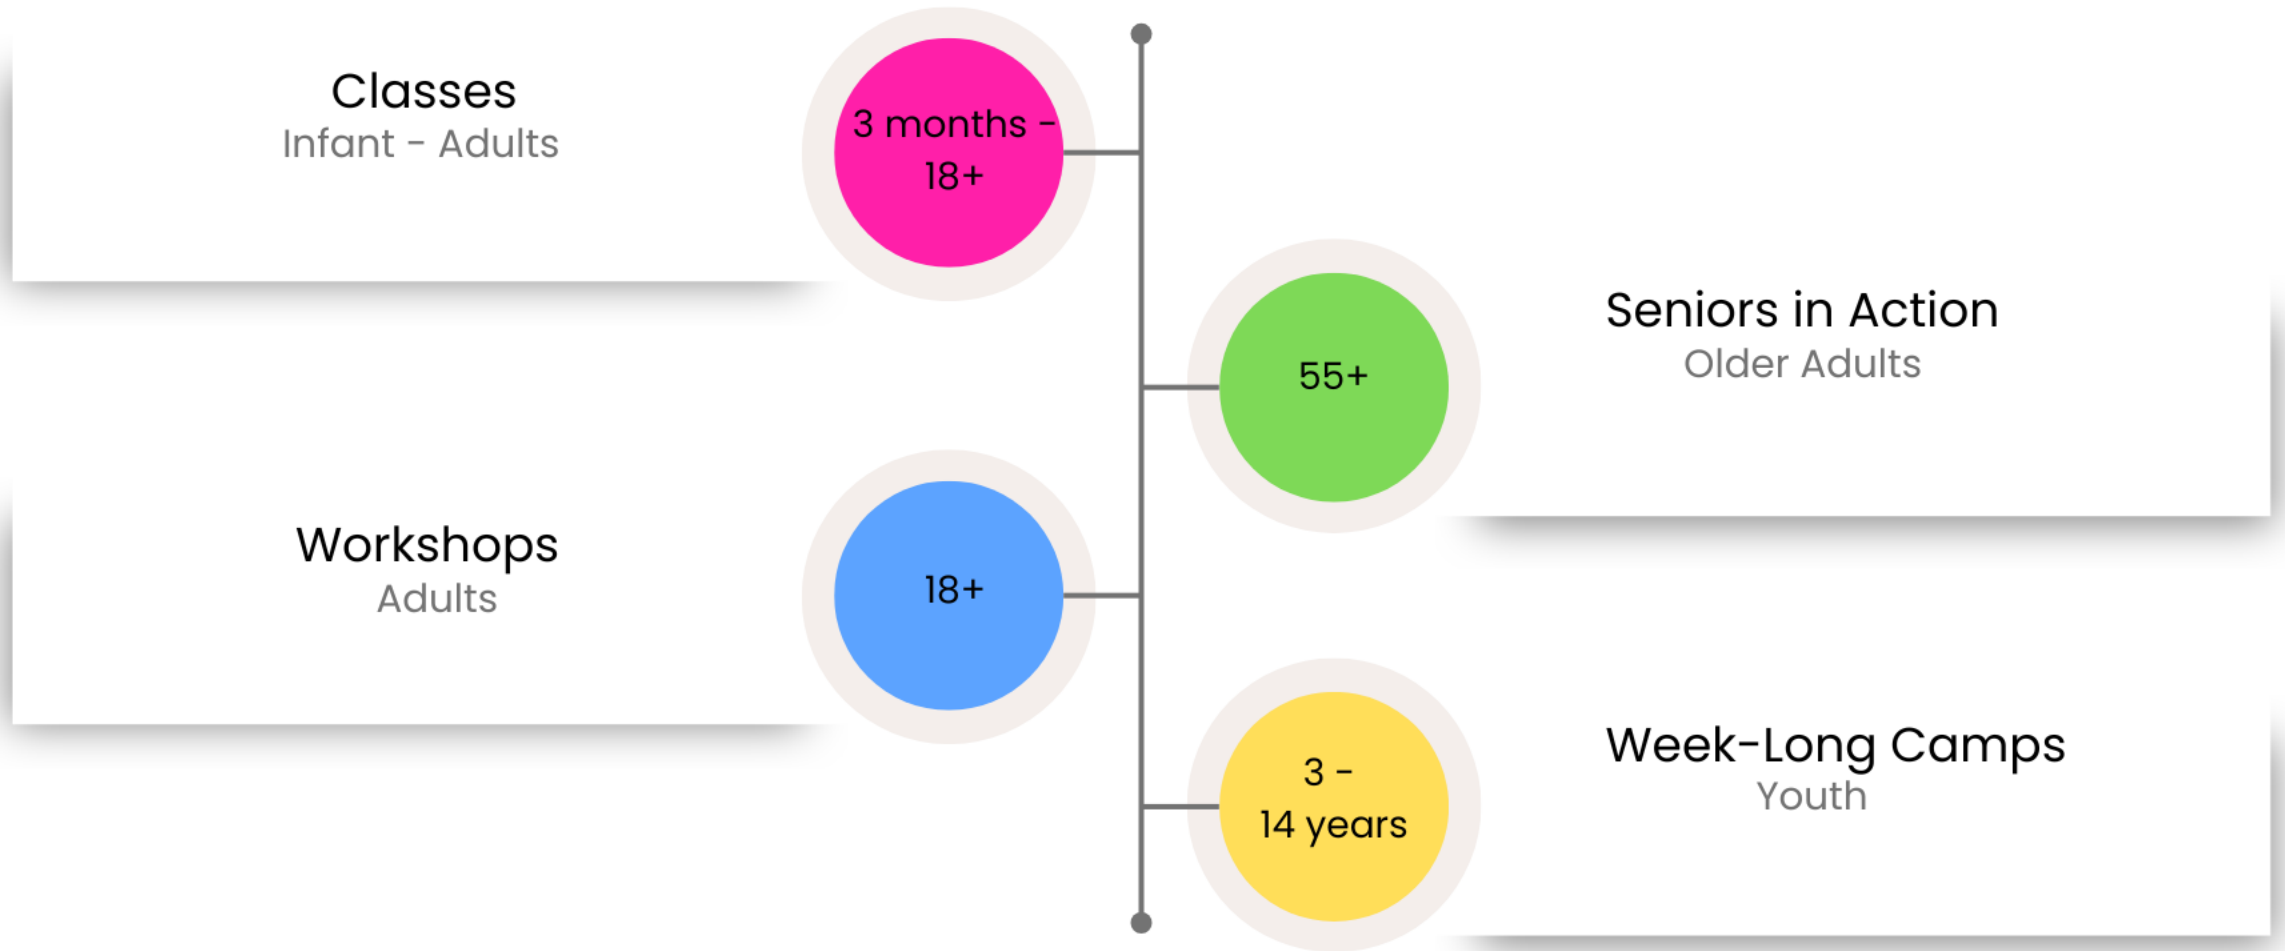 Classes
Infant - Adults
3 months -
18+
Seniors in Action
Older Adults
55+
Workshops
Adults
18+
Week-Long Camps
Youth
3 -
14 years